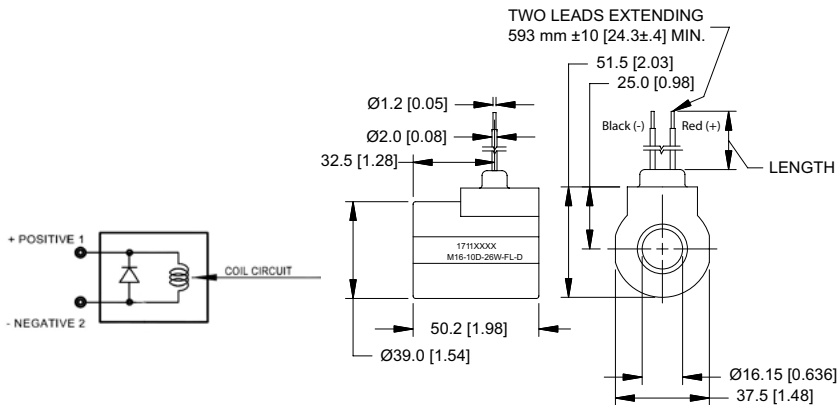 TWO LEADS EXTENDING
593 mm ±10 [24.3±.4] MIN.
51.5 [2.03]
25.0 [0.98]
Ø1.2 [0.05]
Ø2.0 [0.08]
Black (-)
Red (+)
32.5 [1.28]
LENGTH
+ POSITIVE 1
COIL CIRCUIT
- NEGATIVE 2
1711XXXX
M16-10D-26W-FL-D
50.2 [1.98]
Ø39.0 [1.54]
Ø16.15 [0.636]
37.5 [1.48]